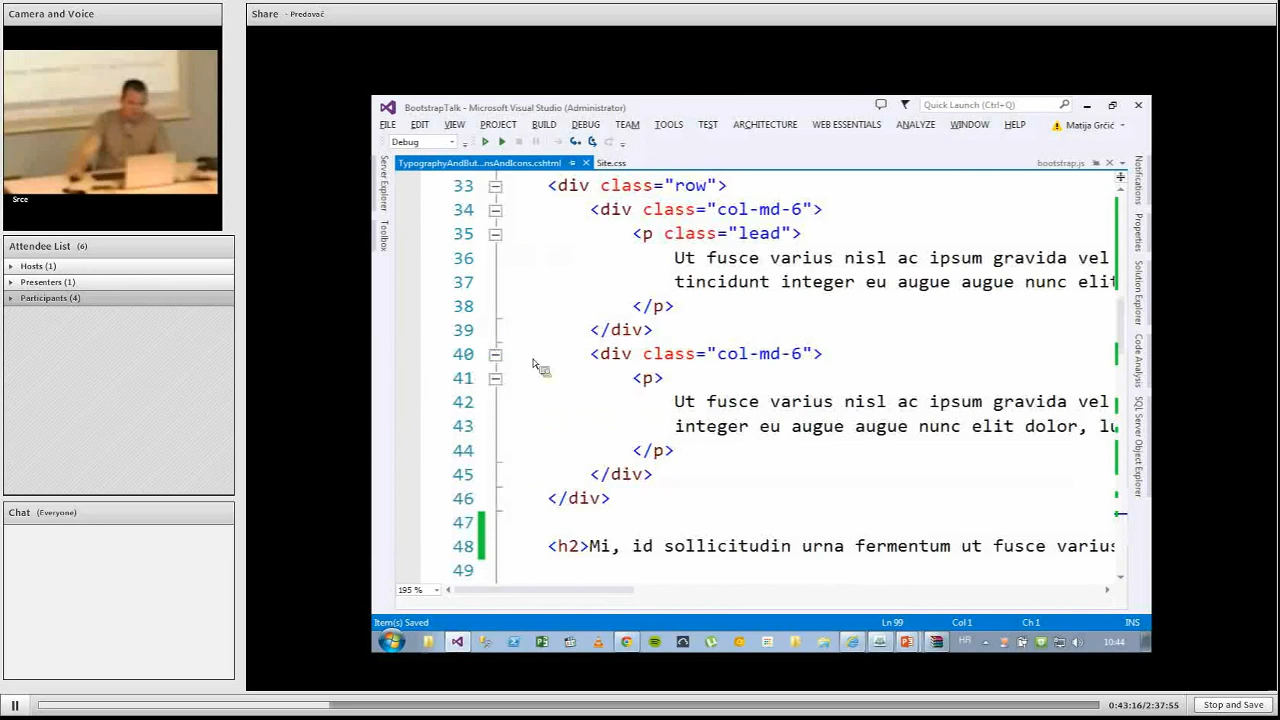 Camera and Voice
Srce
Attendee List (6)
Hosts (1)
Presenters (1)
Participants (4)
Chat (Everyone)
Share - Predavač
BootstrapTalk - Microsoft Visual Studio (Administrator)
Quick Launch (Ctrl+Q)
FILE EDIT VIEW PROJECT BUILD DEBUG TEAM TOOLS TEST ARCHITECTURE WEB ESSENTIALS ANALYZE WINDOW HELP Matija Grčić
Debug
TypographyAndBut...nsAndIcons.cshtml Site.css bootstrap.js
Server Explorer
Toolbox
33 <div class="row">
34 <div class="col-md-6">
35 <p class="lead">
36 Ut fusce varius nisl ac ipsum gravida vel
37 tincidunt integer eu augue augue nunc elit
38 </p>
39 </div>
40 <div class="col-md-6">
41 <p>
42 Ut fusce varius nisl ac ipsum gravida vel
43 integer eu augue augue nunc elit dolor, lu
44 </p>
45 </div>
46 </div>
47
48 <h2>Mi, id sollicitudin urna fermentum ut fusce varius
49
Notifications
Properties
Solution Explorer
Code Analysis
SQL Server Object Explorer
195 %
Item(s) Saved Ln 99 Col 1 Ch 1 INS
HR 10:44
0:43:16/2:37:55 Stop and Save